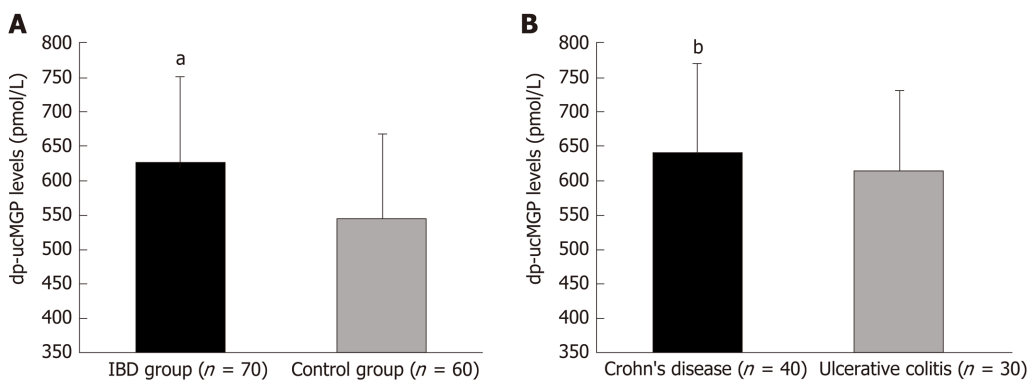 A
dp-ucMGP levels (pmol/L)
800
750
700
650
600
550
500
450
400
350
a
IBD group (n = 70)
Control group (n = 60)
B
dp-ucMGP levels (pmol/L)
800
750
700
650
600
550
500
450
400
350
b
Crohn's disease (n = 40)
Ulcerative colitis (n = 30)